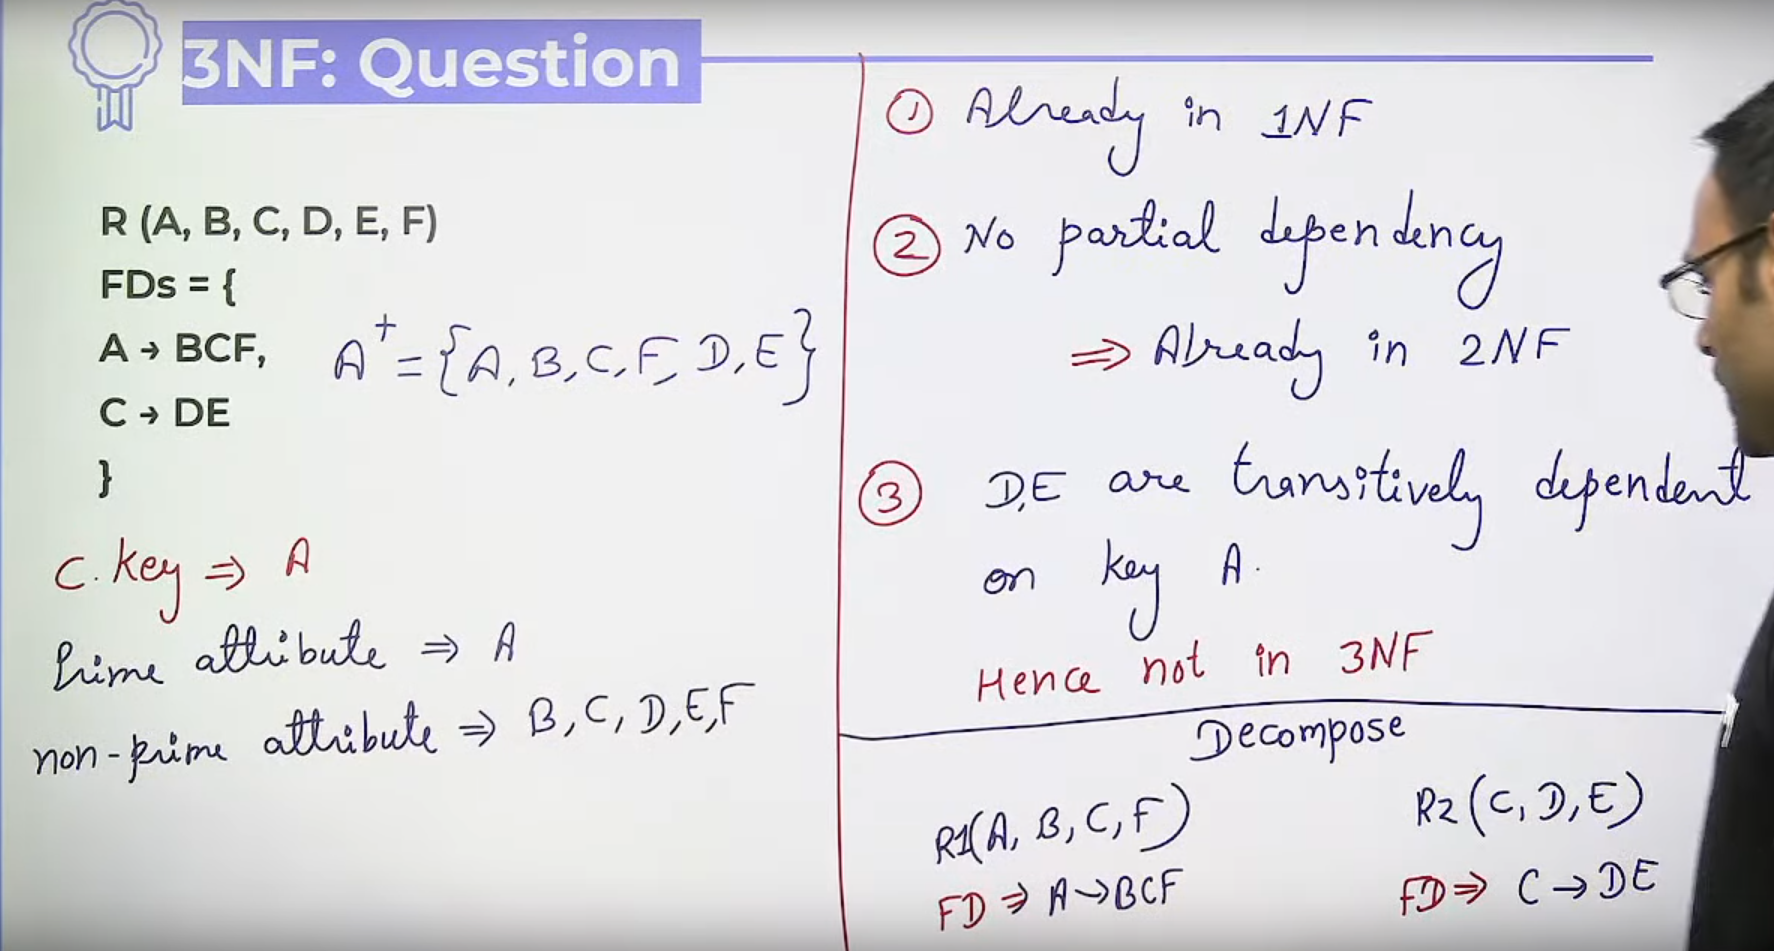 3NF: Question
R (A, B, C, D, E, F)
FDs = {
A → BCF,
C → DE
}
A⁺ = {A, B, C, F, D, E}
C. key ⇒ A
Prime attribute ⇒ A
non-prime attribute ⇒ B, C, D, E, F
① Already in 1NF
② No partial dependency
⇒ Already in 2NF
③ D,E are transitively dependent
on key A.
Hence not in 3NF
Decompose
R1(A, B, C, F)
FD ⇒ A → BCF
R2 (C, D, E)
FD ⇒ C → DE